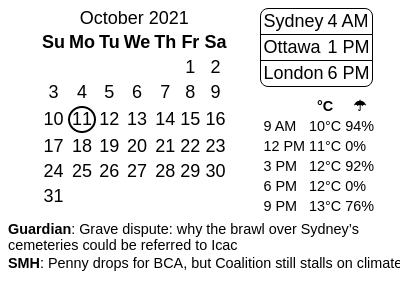 October 2021
Su Mo Tu We Th Fr Sa
1 2
3 4 5 6 7 8 9
10 11 12 13 14 15 16
17 18 19 20 21 22 23
24 25 26 27 28 29 30
31
Sydney 4 AM
Ottawa 1 PM
London 6 PM
°C ☂
9 AM 10°C 94%
12 PM 11°C 0%
3 PM 12°C 92%
6 PM 12°C 0%
9 PM 13°C 76%
Guardian: Grave dispute: why the brawl over Sydney's
cemeteries could be referred to Icac
SMH: Penny drops for BCA, but Coalition still stalls on climate